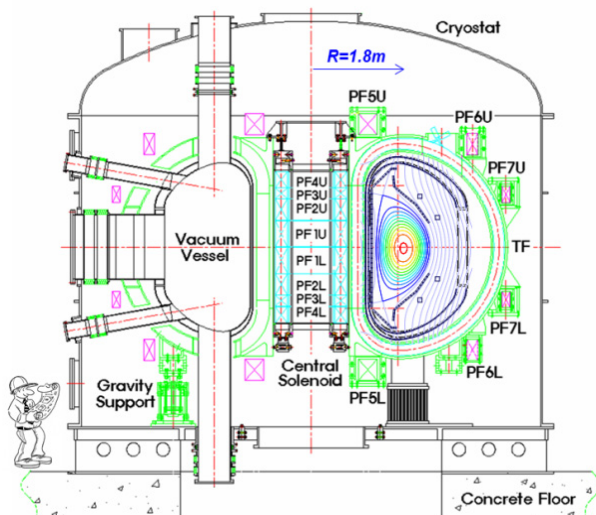 Cryostat
R=1.8m
PF5U
PF6U
PF7U
PF4U
PF3U
PF2U
PF1U
Vacuum
Vessel
TF
PF1L
PF2L
PF3L
PF4L
PF7L
Central
Solenoid
PF6L
Gravity
Support
PF5L
Concrete Floor